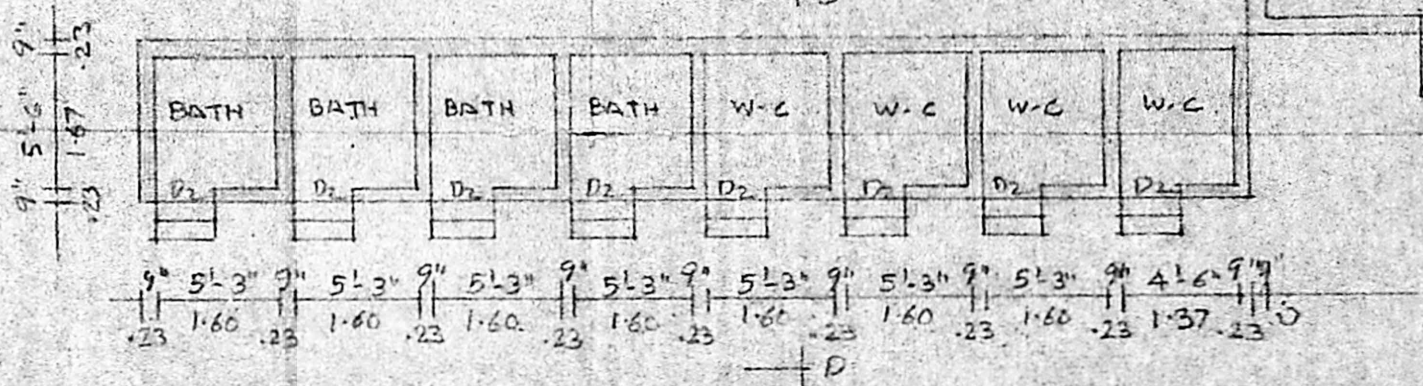 BATH BATH BATH BATH W-C W-C W-C W-C
D2 D2 D2 D2 D2 D2 D2 D2
9" 5'-3" 9" 5'-3" 9" 5'-3" 9" 5'-3" 9" 5'-3" 9" 5'-3" 9" 5'-3" 9" 4'-6" 9" 9"
.23 1.60 .23 1.60 .23 1.60 .23 1.60 .23 1.60 .23 1.60 .23 1.60 .23 1.37 .23
D
9" 5'-6" 9"
.23 1.67 .23